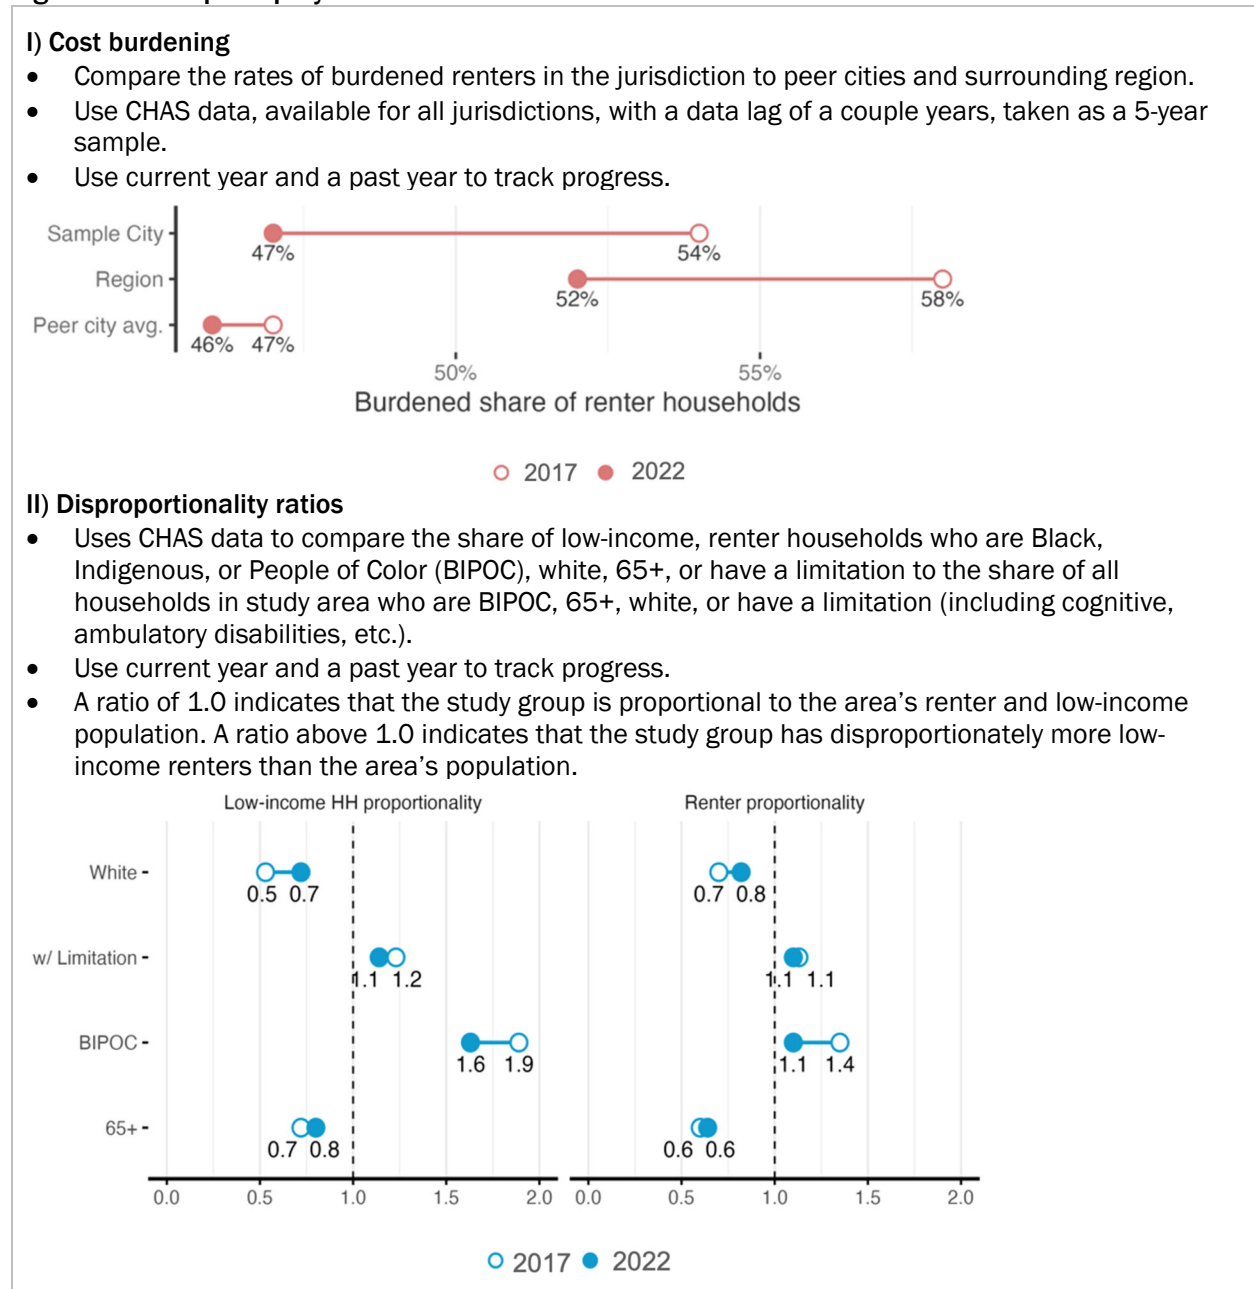 I) Cost burdening
• Compare the rates of burdened renters in the jurisdiction to peer cities and surrounding region.
• Use CHAS data, available for all jurisdictions, with a data lag of a couple years, taken as a 5-year
sample.
• Use current year and a past year to track progress.
Sample City
47% 54%
Region
52% 58%
Peer city avg.
46% 47%
50% 55%
Burdened share of renter households
2017 2022
II) Disproportionality ratios
• Uses CHAS data to compare the share of low-income, renter households who are Black,
Indigenous, or People of Color (BIPOC), white, 65+, or have a limitation to the share of all
households in study area who are BIPOC, 65+, white, or have a limitation (including cognitive,
ambulatory disabilities, etc.).
• Use current year and a past year to track progress.
• A ratio of 1.0 indicates that the study group is proportional to the area's renter and low-income
population. A ratio above 1.0 indicates that the study group has disproportionately more low-
income renters than the area's population.
Low-income HH proportionality Renter proportionality
White
0.5 0.7 0.7 0.8
w/ Limitation
1.1 1.2 1.1 1.1
BIPOC
1.6 1.9 1.1 1.4
65+
0.7 0.8 0.6 0.6
0.0 0.5 1.0 1.5 2.0 0.0 0.5 1.0 1.5 2.0
2017 2022